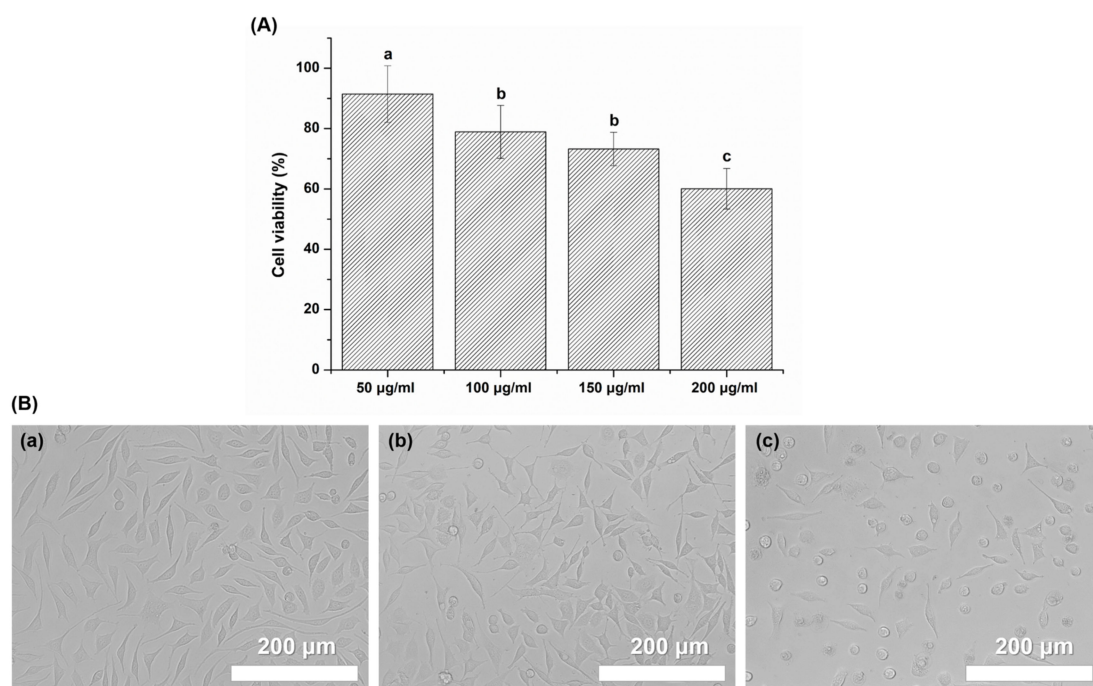 (A)
a
b
b
c
Cell viability (%)
100
80
60
40
20
0
50 µg/ml
100 µg/ml
150 µg/ml
200 µg/ml
(B)
(a)
(b)
(c)
200 µm
200 µm
200 µm